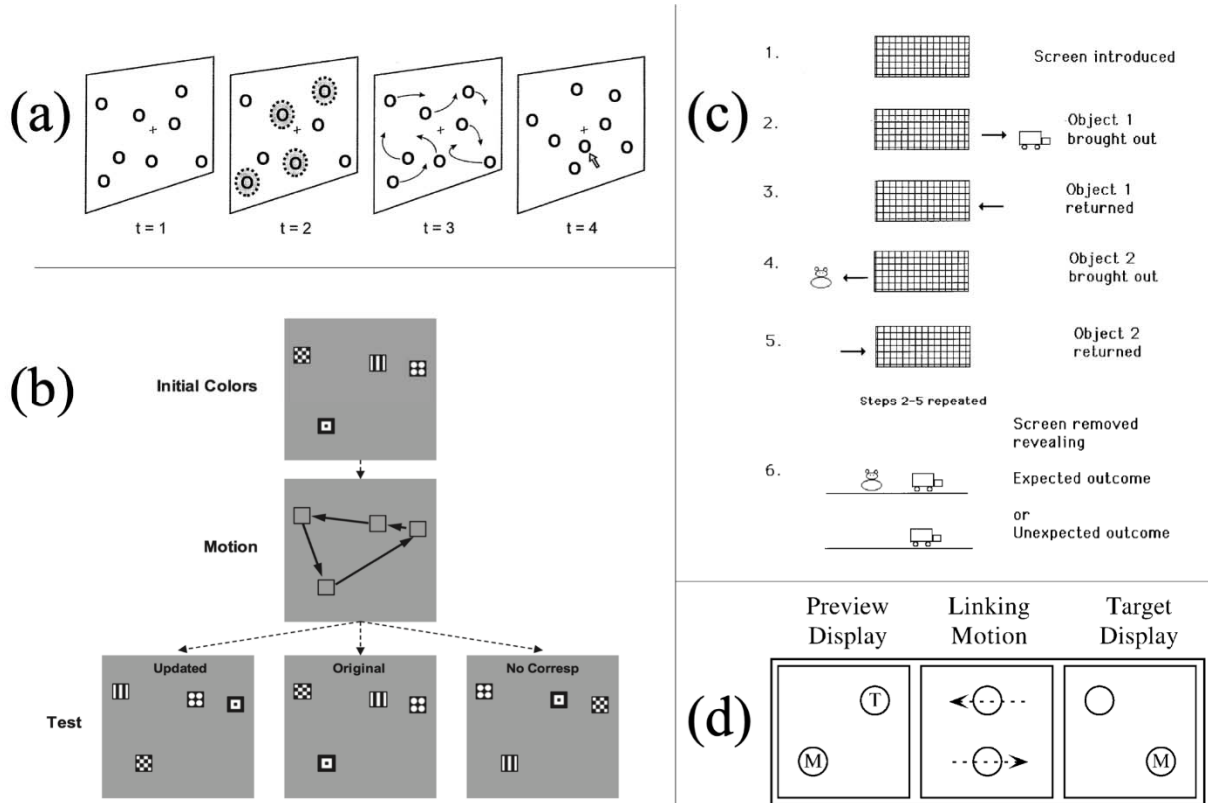 (a)
O O O O O O O O
+
t = 1
O O O O O O O O
+
t = 2
O O O O O O O O
+
t = 3
O O O O O O O O
+
t = 4
(b)
Initial Colors
Motion
Updated
Original
No Corresp
Test
(c)
1.
Screen introduced
2.
Object 1
brought out
3.
Object 1
returned
4.
Object 2
brought out
5.
Object 2
returned
Steps 2-5 repeated
Screen removed
revealing
6.
Expected outcome
or
Unexpected outcome
(d)
Preview
Display
Linking
Motion
Target
Display
T
M
M